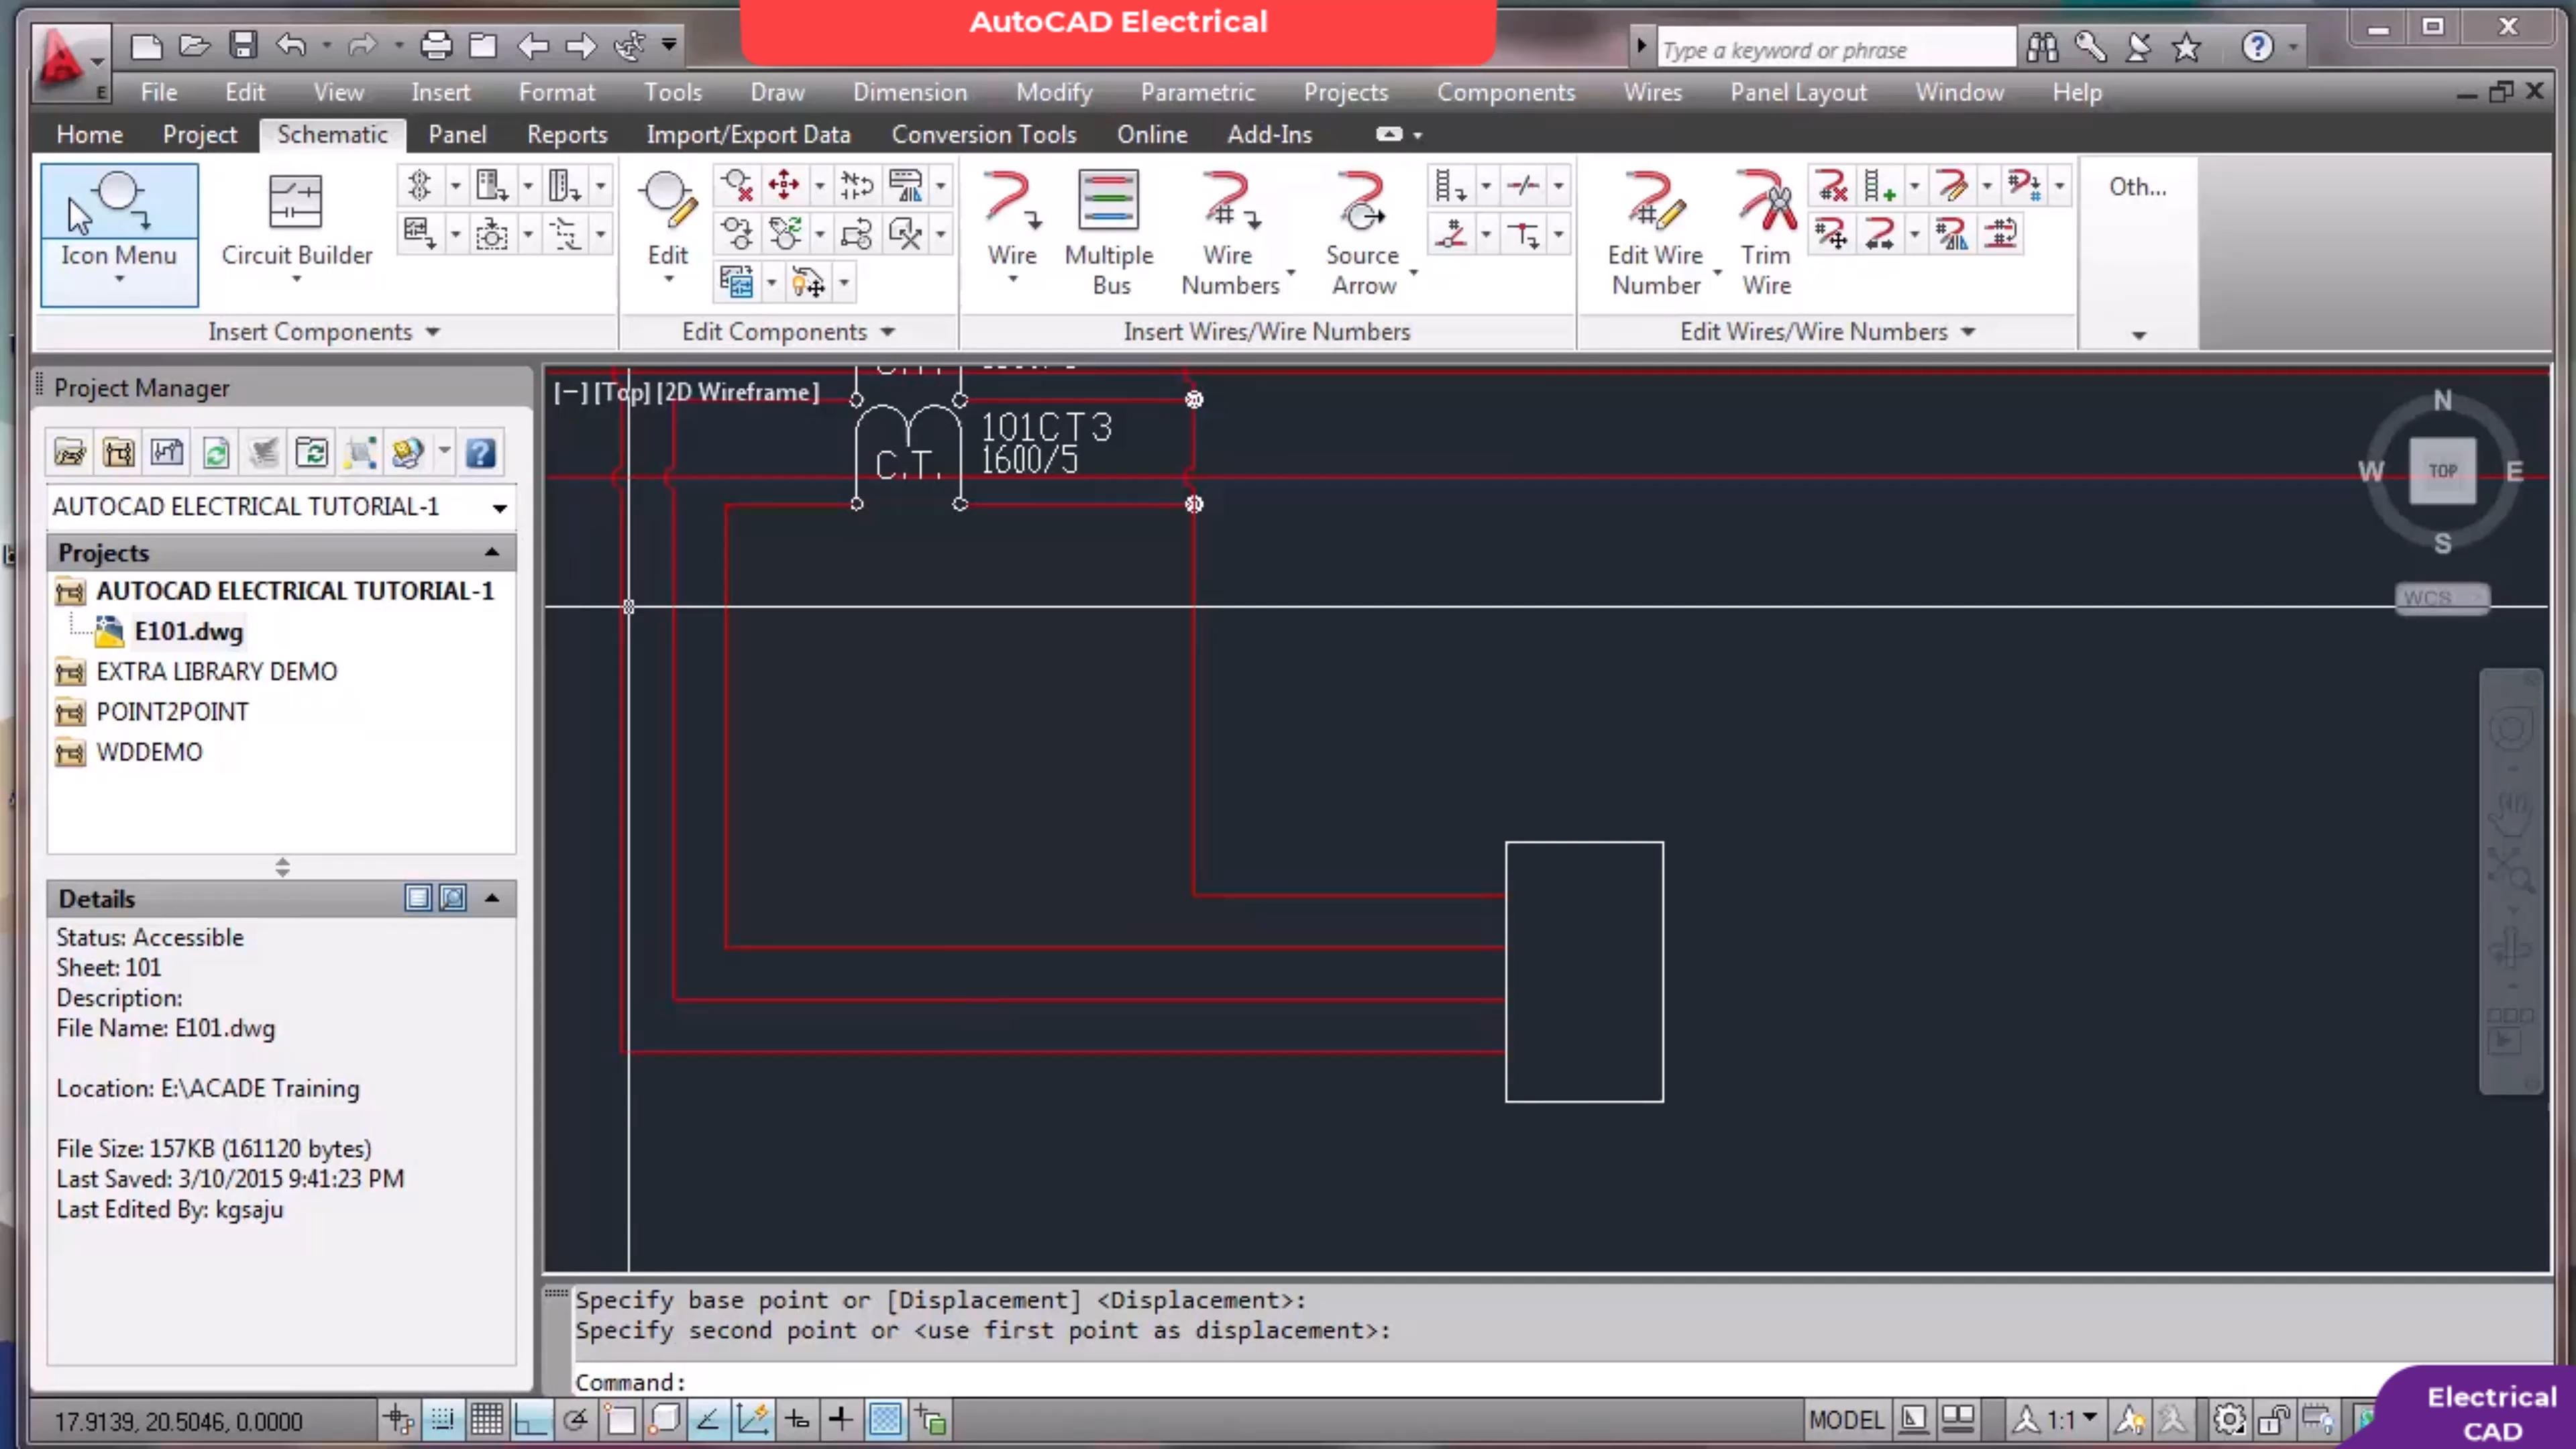 AutoCAD Electrical
Type a keyword or phrase
E
File Edit View Insert Format Tools Draw Dimension Modify Parametric Projects Components Wires Panel Layout Window Help
Home Project Schematic Panel Reports Import/Export Data Conversion Tools Online Add-Ins
Icon Menu
Circuit Builder
Edit
Wire
Multiple
Bus
Wire
Numbers
Source
Arrow
Edit Wire
Number
Trim
Wire
Oth...
Insert Components
Edit Components
Insert Wires/Wire Numbers
Edit Wires/Wire Numbers
Project Manager
AUTOCAD ELECTRICAL TUTORIAL-1
Projects
AUTOCAD ELECTRICAL TUTORIAL-1
E101.dwg
EXTRA LIBRARY DEMO
POINT2POINT
WDDEMO
Details
Status: Accessible
Sheet: 101
Description:
File Name: E101.dwg
Location: E:\ACADE Training
File Size: 157KB (161120 bytes)
Last Saved: 3/10/2015 9:41:23 PM
Last Edited By: kgsaju
[−] [Top] [2D Wireframe]
101CT3
1600/5
C.T.
N
W TOP E
S
WCS
Specify base point or [Displacement] <Displacement>:
Specify second point or <use first point as displacement>:
Command:
17.9139, 20.5046, 0.0000
MODEL
1:1
Electrical
CAD